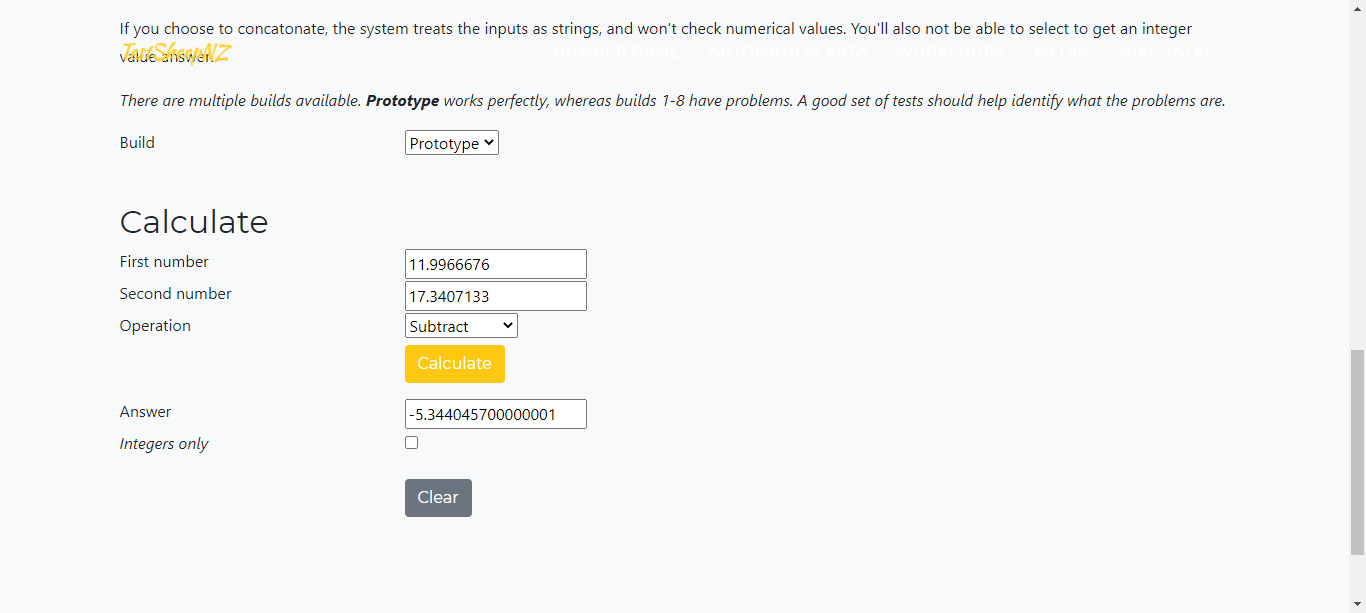 If you choose to concatonate, the system treats the inputs as strings, and won't check numerical values. You'll also not be able to select to get an integer
TestSheepNZ NUMBER GAME AUTOMATION WORKSHOPS MEDIA MIKE TALKS
value answer.
There are multiple builds available. Prototype works perfectly, whereas builds 1-8 have problems. A good set of tests should help identify what the problems are.
Build Prototype
Calculate
First number 11.9966676
Second number 17.3407133
Operation Subtract
Calculate
Answer -5.344045700000001
Integers only
Clear